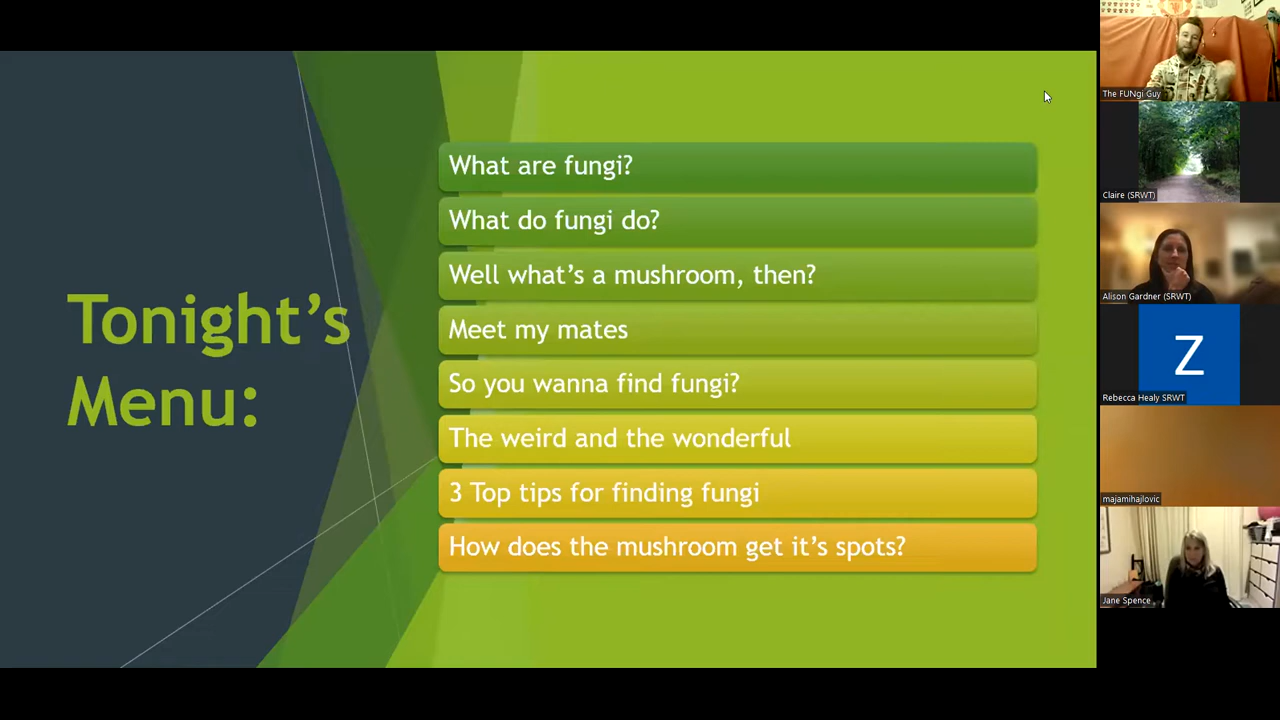 Tonight's
Menu:
What are fungi?
What do fungi do?
Well what's a mushroom, then?
Meet my mates
So you wanna find fungi?
The weird and the wonderful
3 Top tips for finding fungi
How does the mushroom get it's spots?
The FUNgi Guy
Claire (SRWT)
Alison Gardner (SRWT)
Z
Rebecca Healy SRWT
majamihajlovic
Jane Spence